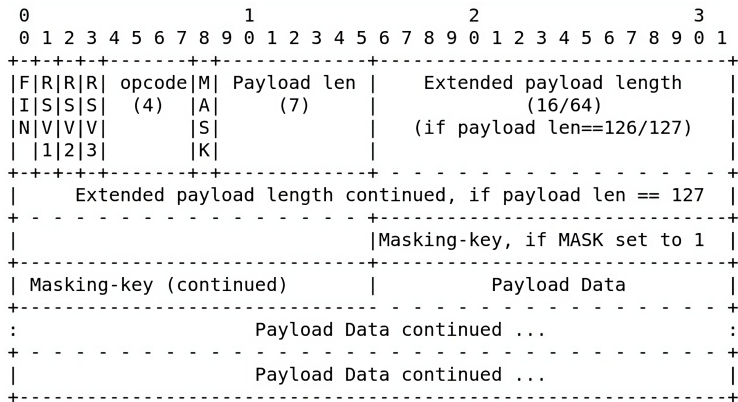 0                   1                   2                   3
  0 1 2 3 4 5 6 7 8 9 0 1 2 3 4 5 6 7 8 9 0 1 2 3 4 5 6 7 8 9 0 1
 +-+-+-+-+-------+-+-------------+-------------------------------+
 |F|R|R|R| opcode|M| Payload len |    Extended payload length    |
 |I|S|S|S|  (4)  |A|     (7)     |             (16/64)           |
 |N|V|V|V|       |S|             |   (if payload len==126/127)   |
 | |1|2|3|       |K|             |                               |
 +-+-+-+-+-------+-+-------------+ - - - - - - - - - - - - - - - +
 |     Extended payload length continued, if payload len == 127  |
 + - - - - - - - - - - - - - - - +-------------------------------+
 |                               |Masking-key, if MASK set to 1  |
 +-------------------------------+-------------------------------+
 | Masking-key (continued)       |          Payload Data         |
 +-------------------------------- - - - - - - - - - - - - - - - +
 :                     Payload Data continued ...                :
 + - - - - - - - - - - - - - - - - - - - - - - - - - - - - - - - +
 |                     Payload Data continued ...                |
 +---------------------------------------------------------------+